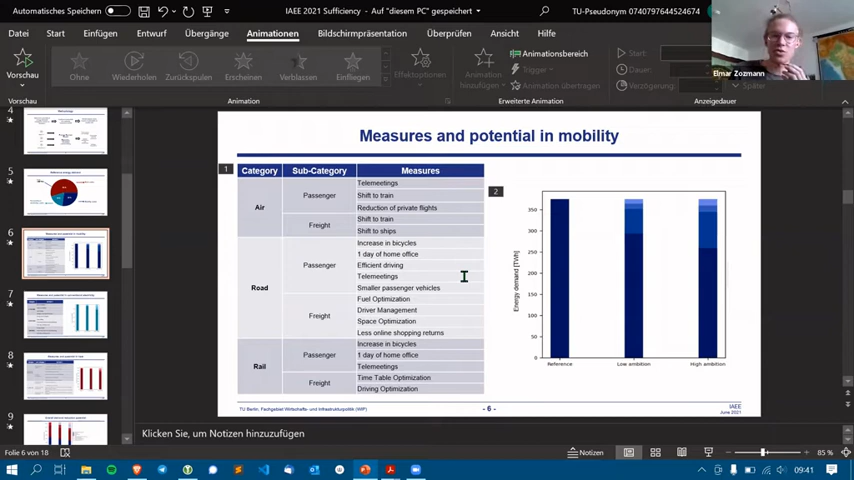 Automatisches Speichern
IAEE 2021 Sufficiency - Auf "diesem PC" gespeichert
TU-Pseudonym 0740797644524674
Datei Start Einfügen Entwurf Übergänge Animationen Bildschirmpräsentation Überprüfen Ansicht Hilfe
Vorschau
Ohne Wiederholen Zurückspulen Erscheinen Verblassen Einfliegen
Effektoptionen
Animation hinzufügen
Animationsbereich
Trigger
Animation übertragen
Start:
Dauer:
Verzögerung:
Später
Elmar Zozmann
Vorschau Animation Erweiterte Animation Anzeigedauer
4
5
6
7
8
9
Measures and potential in mobility
1
Category Sub-Category Measures
Air
Passenger
Telemeetings
Shift to train
Reduction of private flights
Freight
Shift to train
Shift to ships
Road
Passenger
Increase in bicycles
1 day of home office
Efficient driving
Telemeetings
Smaller passenger vehicles
Freight
Fuel Optimization
Driver Management
Space Optimization
Less online shopping returns
Rail
Passenger
Increase in bicycles
1 day of home office
Telemeetings
Freight
Time Table Optimization
Driving Optimization
2
Energy demand [TWh]
350
300
250
200
150
100
50
0
Reference Low ambition High ambition
TU Berlin, Fachgebiet Wirtschafts- und Infrastrukturpolitik (WIP)
- 6 -
IAEE
June 2021
Klicken Sie, um Notizen hinzuzufügen
Folie 6 von 18
Notizen
85 %
09:41